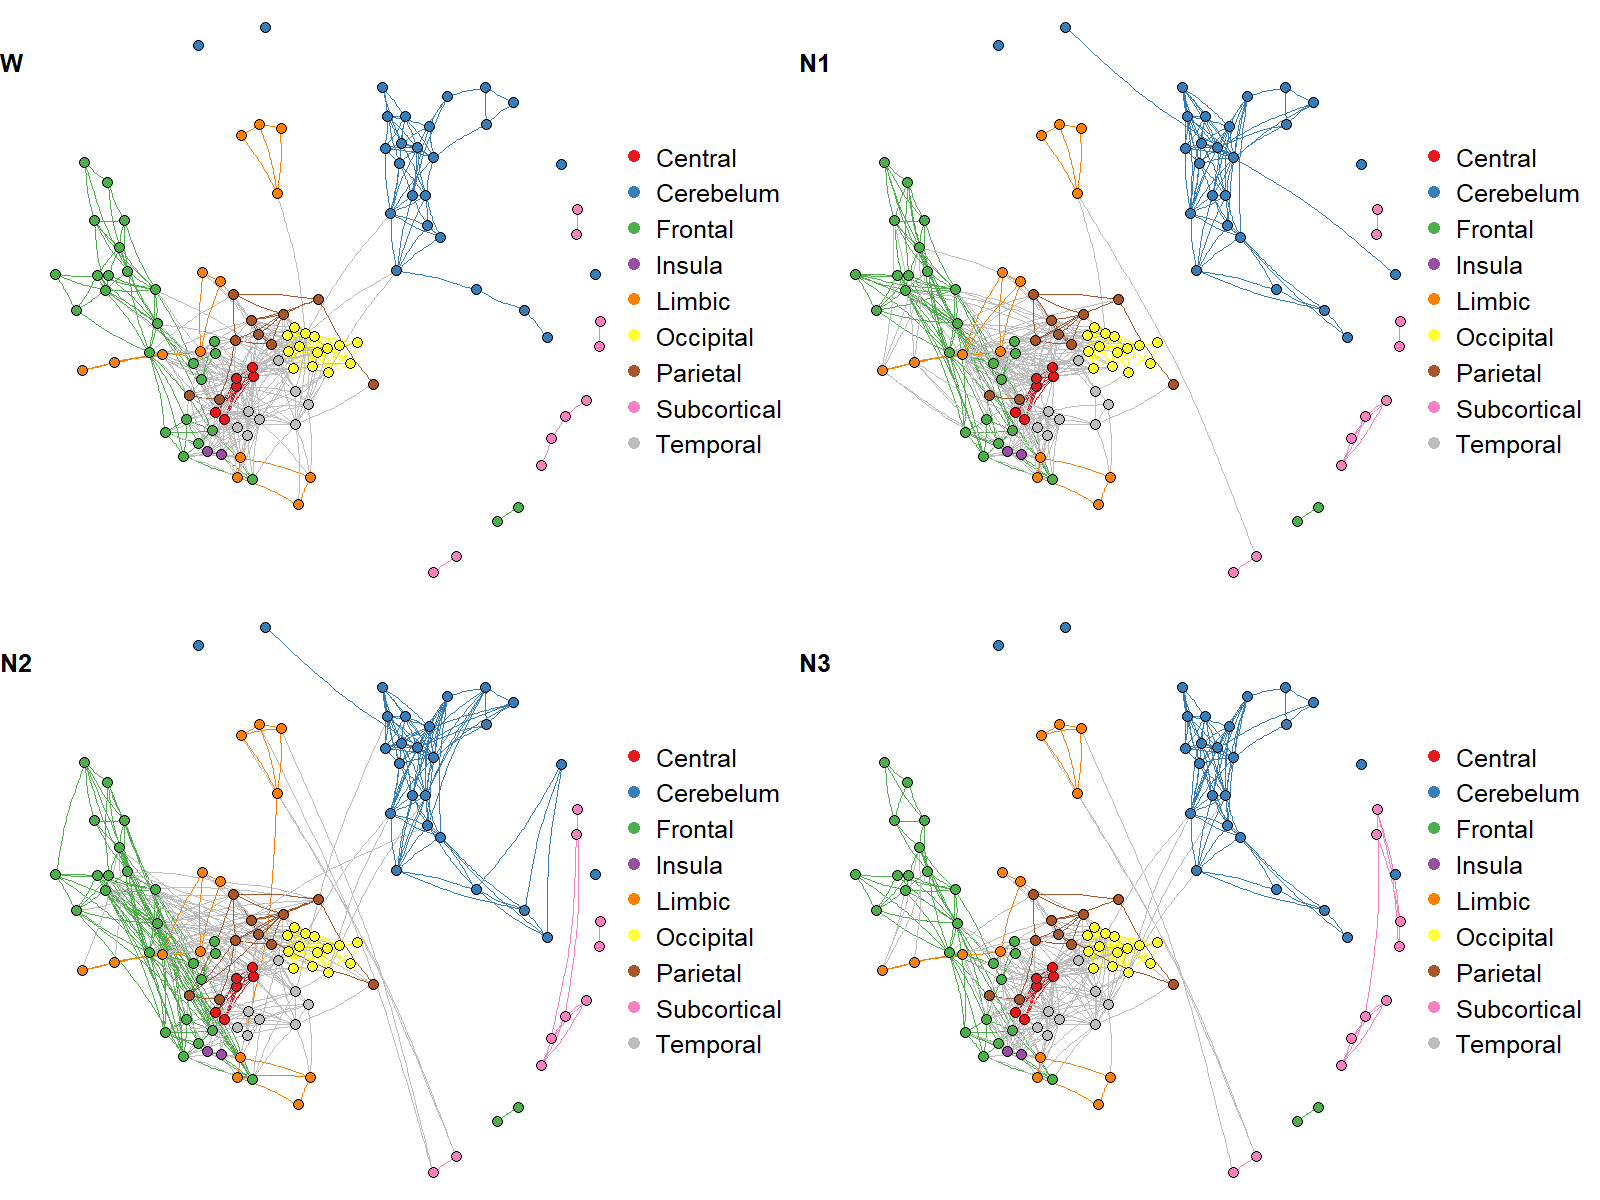 W
Central
Cerebelum
Frontal
Insula
Limbic
Occipital
Parietal
Subcortical
Temporal
N1
Central
Cerebelum
Frontal
Insula
Limbic
Occipital
Parietal
Subcortical
Temporal
N2
Central
Cerebelum
Frontal
Insula
Limbic
Occipital
Parietal
Subcortical
Temporal
N3
Central
Cerebelum
Frontal
Insula
Limbic
Occipital
Parietal
Subcortical
Temporal